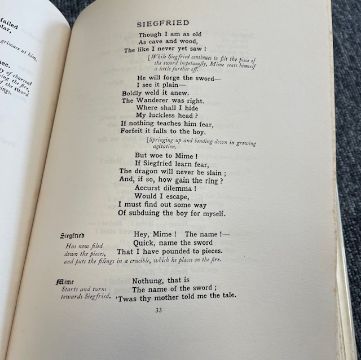 SIEGFRIED
Though I am as old
As cave and wood,
The like I never yet saw !
[While Siegfried continues to file the piece of
the sword impetuously, Mime seats himself
a little further off.
He will forge the sword—
I see it plain—
Boldly weld it anew.
The Wanderer was right.
Where shall I hide
My luckless head ?
If nothing teaches him fear,
Forfeit it falls to the boy.
[Springing up and bending down in growing
agitation.
But woe to Mime !
If Siegfried learn fear,
The dragon will never be slain ;
And, if so, how gain the ring ?
Accurst dilemma !
Would I escape,
I must find out some way
Of subduing the boy for myself.
Siegfried Hey, Mime ! The name !—
Has now filed Quick, name the sword
down the pieces, That I have pounded to pieces.
and puts the filings in a crucible, which he places on the fire.
Mime Nothung, that is
Starts and turns The name of the sword ;
towards Siegfried. 'Twas thy mother told me the tale.
33